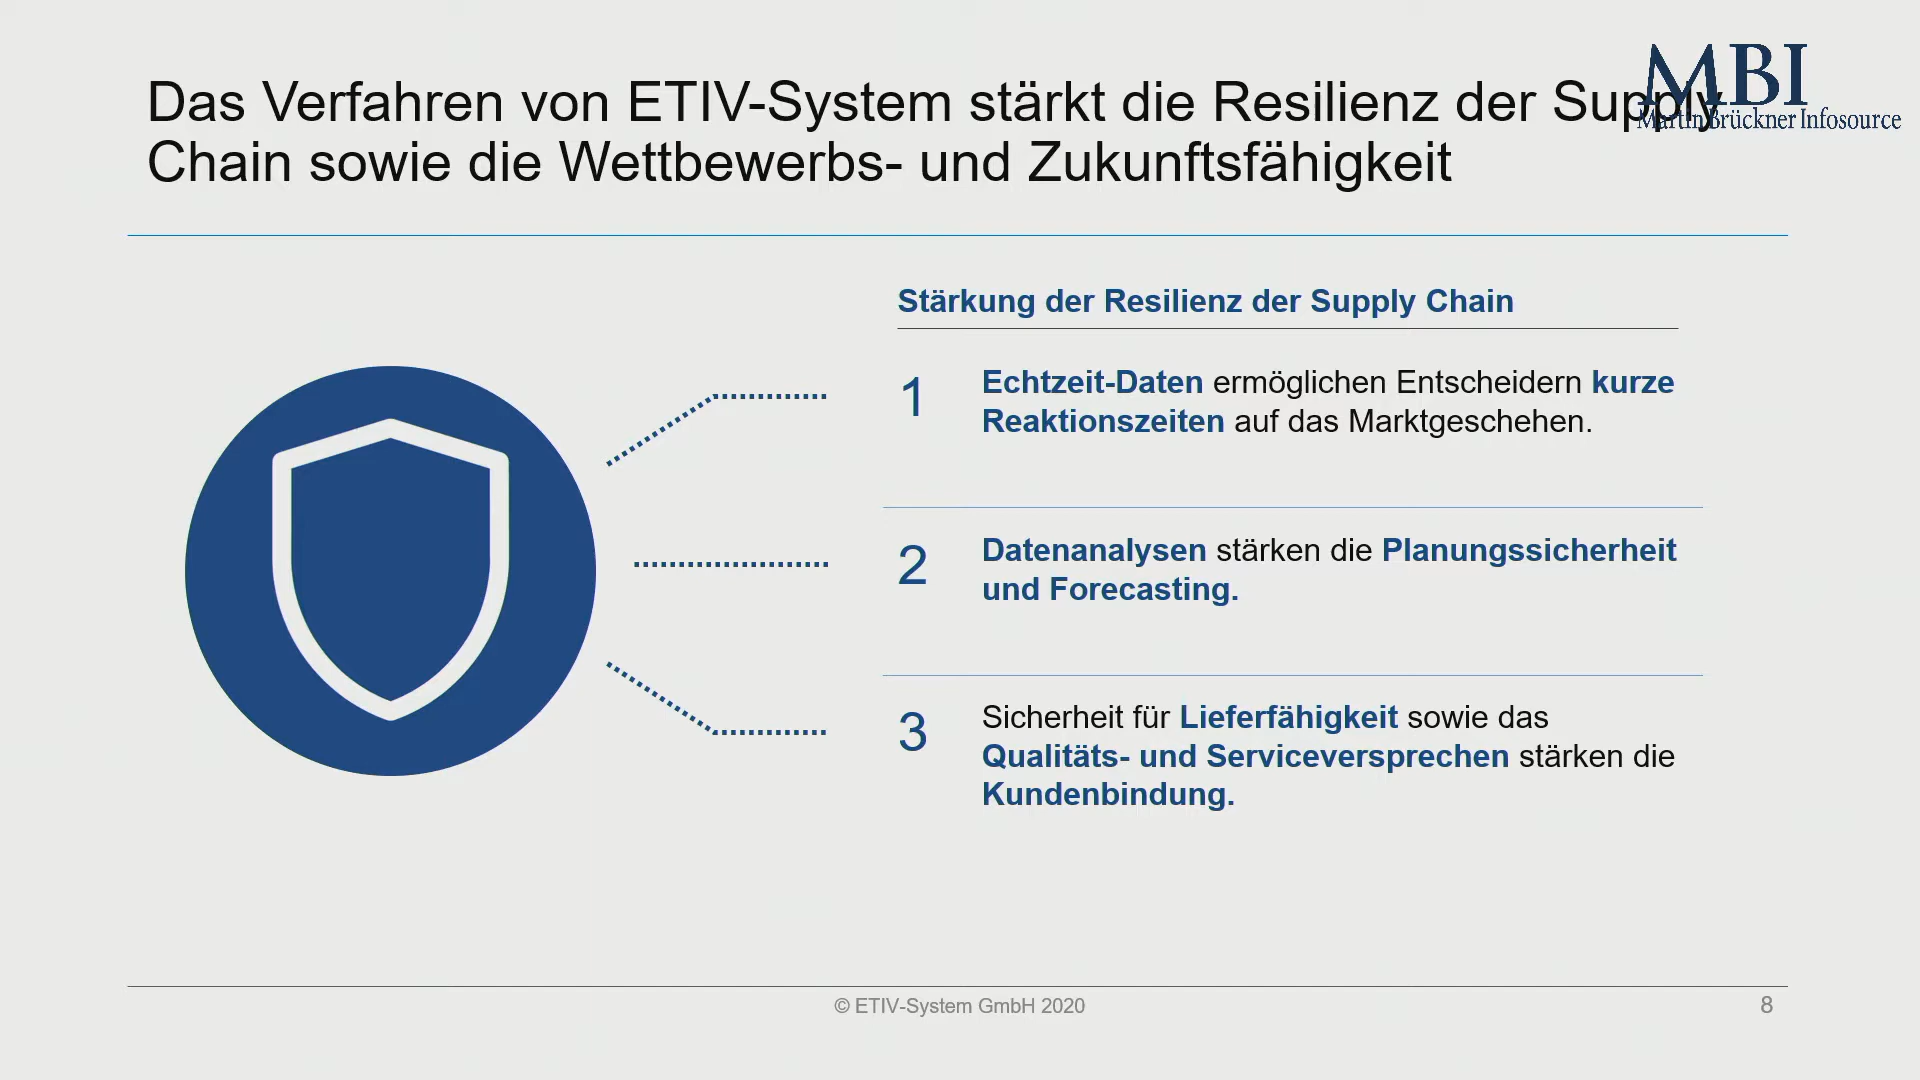 Das Verfahren von ETIV-System stärkt die Resilienz der Supply
Chain sowie die Wettbewerbs- und Zukunftsfähigkeit
MBI
Martin Brückner Infosource
Stärkung der Resilienz der Supply Chain
1
Echtzeit-Daten ermöglichen Entscheidern kurze
Reaktionszeiten auf das Marktgeschehen.
2
Datenanalysen stärken die Planungssicherheit
und Forecasting.
3
Sicherheit für Lieferfähigkeit sowie das
Qualitäts- und Serviceversprechen stärken die
Kundenbindung.
© ETIV-System GmbH 2020
8